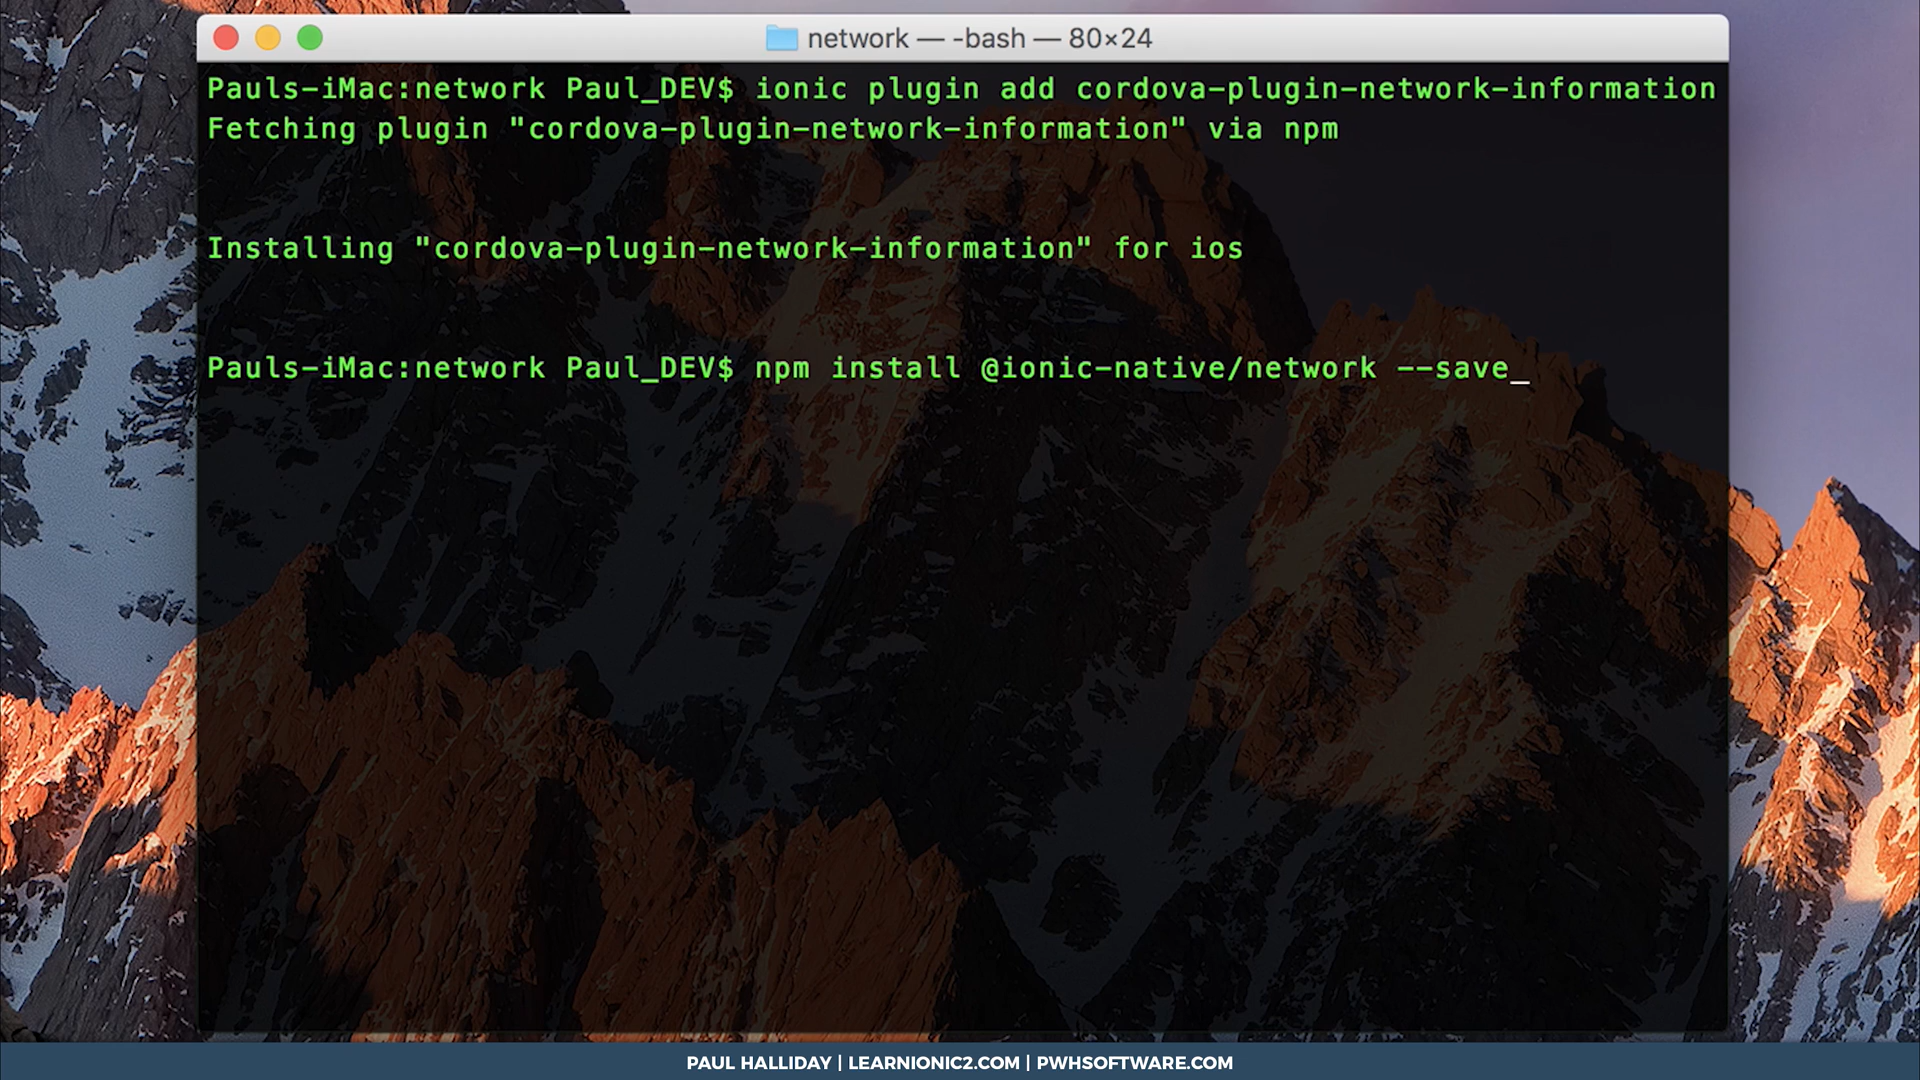 network — -bash — 80×24
Pauls-iMac:network Paul_DEV$ ionic plugin add cordova-plugin-network-information
Fetching plugin "cordova-plugin-network-information" via npm
Installing "cordova-plugin-network-information" for ios
Pauls-iMac:network Paul_DEV$ npm install @ionic-native/network --save_
PAUL HALLIDAY | LEARNIONIC2.COM | PWHSOFTWARE.COM